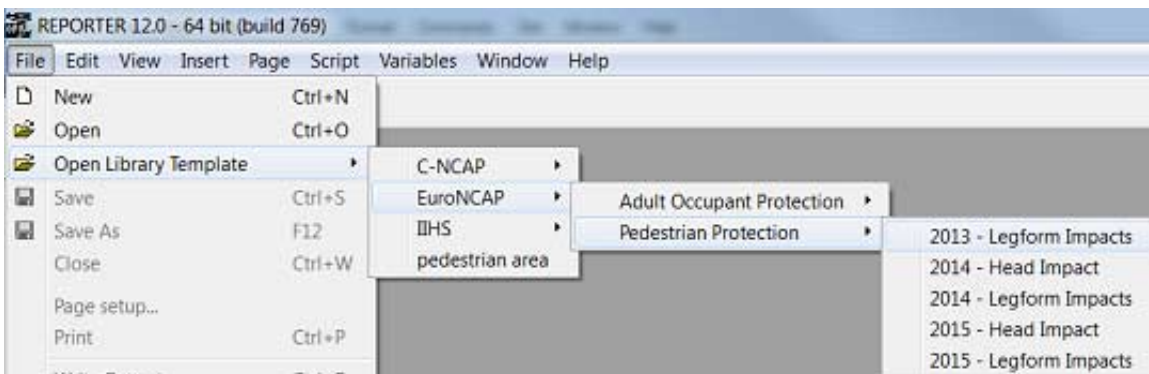 REPORTER 12.0 - 64 bit (build 769)
File Edit View Insert Page Script Variables Window Help
New Ctrl+N
Open Ctrl+O
Open Library Template
Save Ctrl+S
Save As F12
Close Ctrl+W
Page setup...
Print Ctrl+P
C-NCAP
EuroNCAP
IIHS
pedestrian area
Adult Occupant Protection
Pedestrian Protection
2013 - Legform Impacts
2014 - Head Impact
2014 - Legform Impacts
2015 - Head Impact
2015 - Legform Impacts